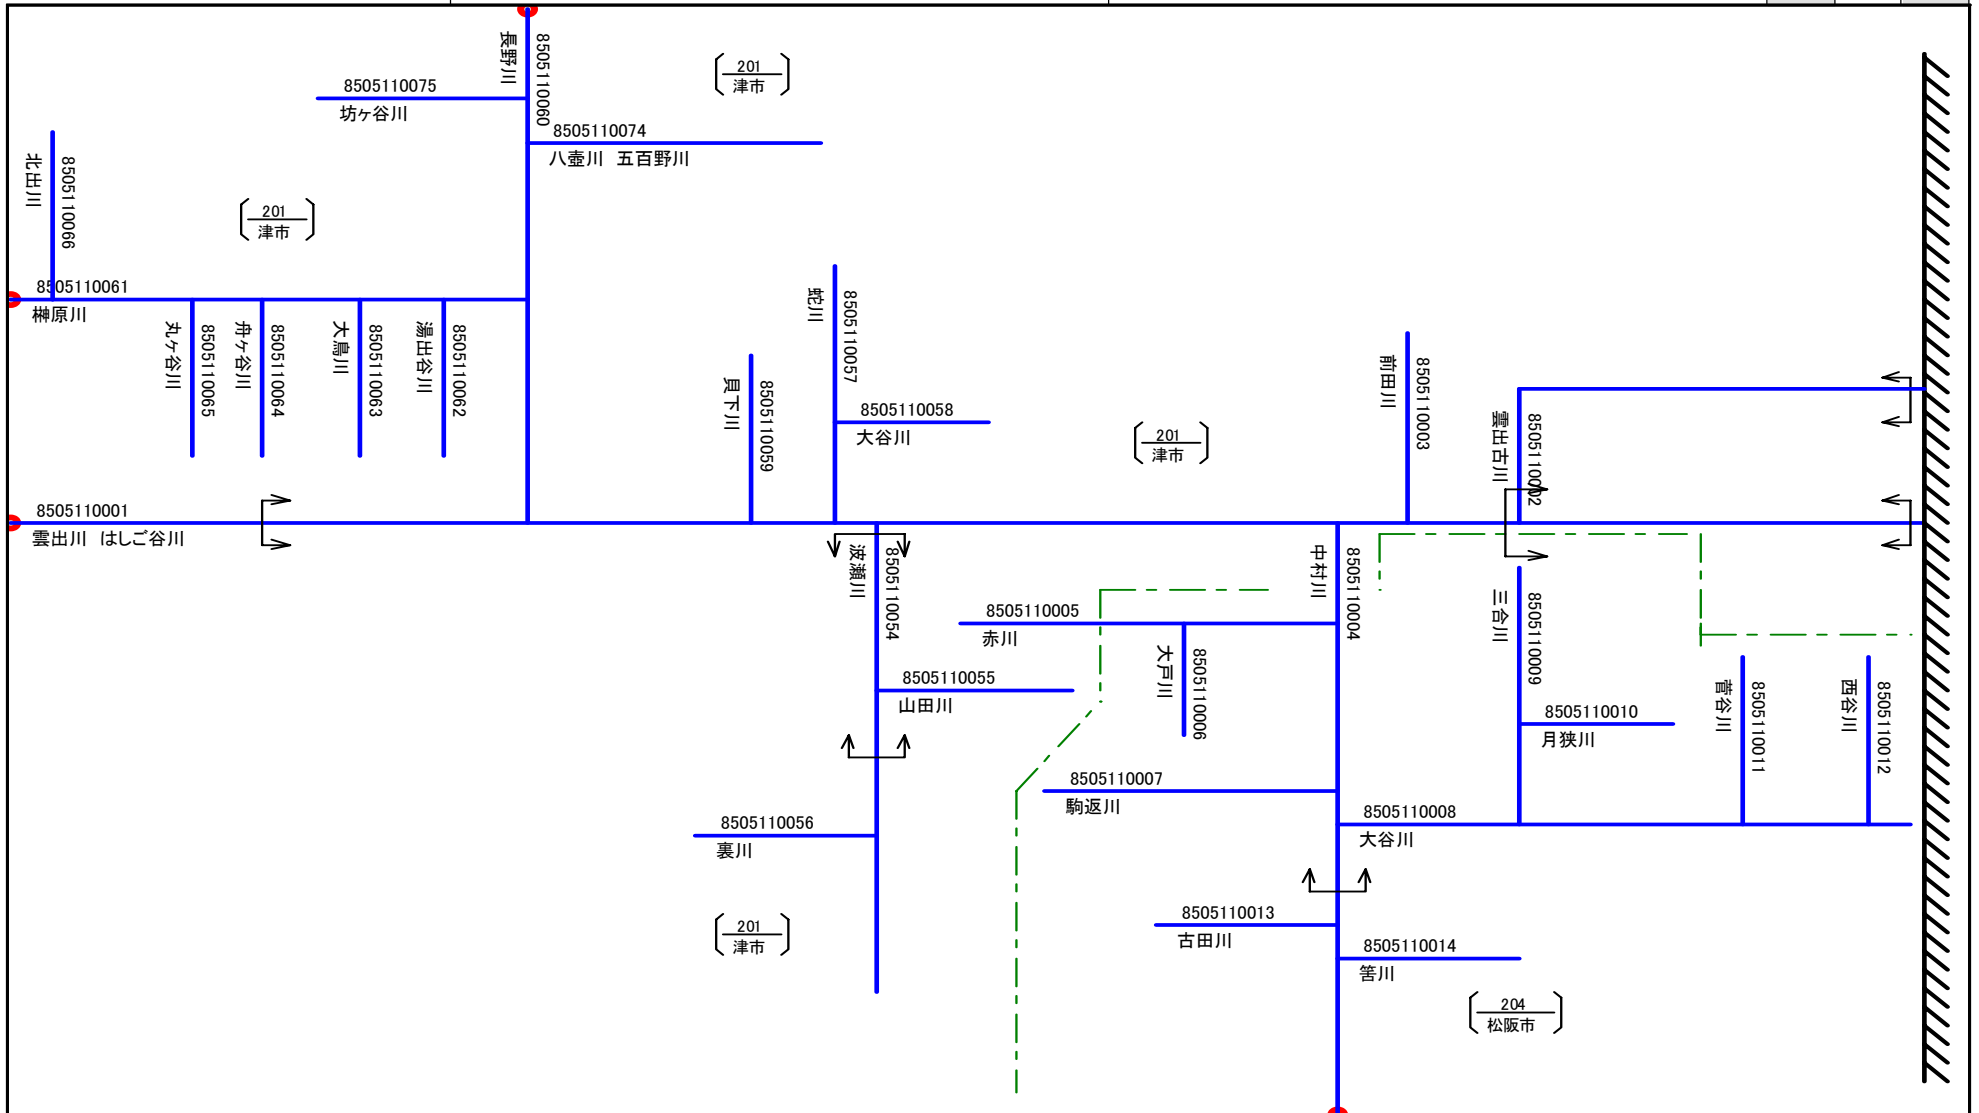 長野川
8505110060
201
津市
8505110075
坊ヶ谷川
8505110074
八壺川 五百野川
北出川
8505110066
201
津市
8505110061
榊原川
丸ヶ谷川
8505110065
舟ヶ谷川
8505110064
大鳥川
8505110063
湯出谷川
8505110062
蛇川
8505110057
貝下川
8505110059
8505110058
大谷川
201
津市
前田川
8505110003
雲出古川
8505110002
8505110001
雲出川 はしご谷川
波瀬川
8505110054
中村川
8505110004
8505110005
赤川
大戸川
8505110006
三合川
8505110009
8505110055
山田川
8505110010
月狭川
菅谷川
8505110011
西谷川
8505110012
8505110007
駒返川
8505110008
大谷川
8505110056
裏川
201
津市
8505110013
古田川
8505110014
筈川
204
松阪市